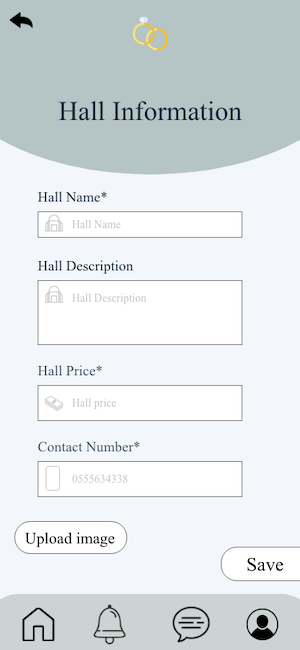 Hall Information
Hall Name*
Hall Name
Hall Description
Hall Description
Hall Price*
Hall price
Contact Number*
0555634338
Upload image
Save